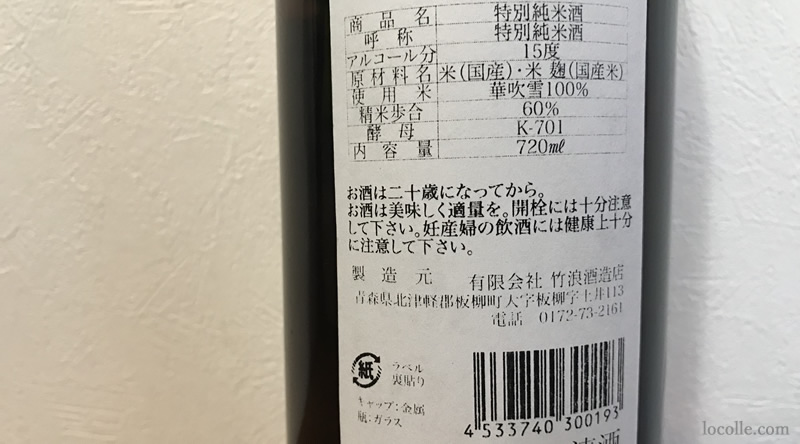 商品名 特別純米酒
呼称 特別純米酒
アルコール分 15度
原材料名 米(国産)・米麹(国産米)
使用米 華吹雪100%
精米歩合 60%
酵母 K-701
内容量 720mℓ
お酒は二十歳になってから。
お酒は美味しく適量を。開栓には十分注意
して下さい。妊産婦の飲酒には健康上十分
に注意して下さい。
製造元 有限会社 竹浪酒造店
青森県北津軽郡板柳町大字板柳字土井113
電話 0172-73-2161
紙
ラベル
裏貼り
キャップ:金属
瓶:ガラス
4 533740 300193
清酒
locolle.com